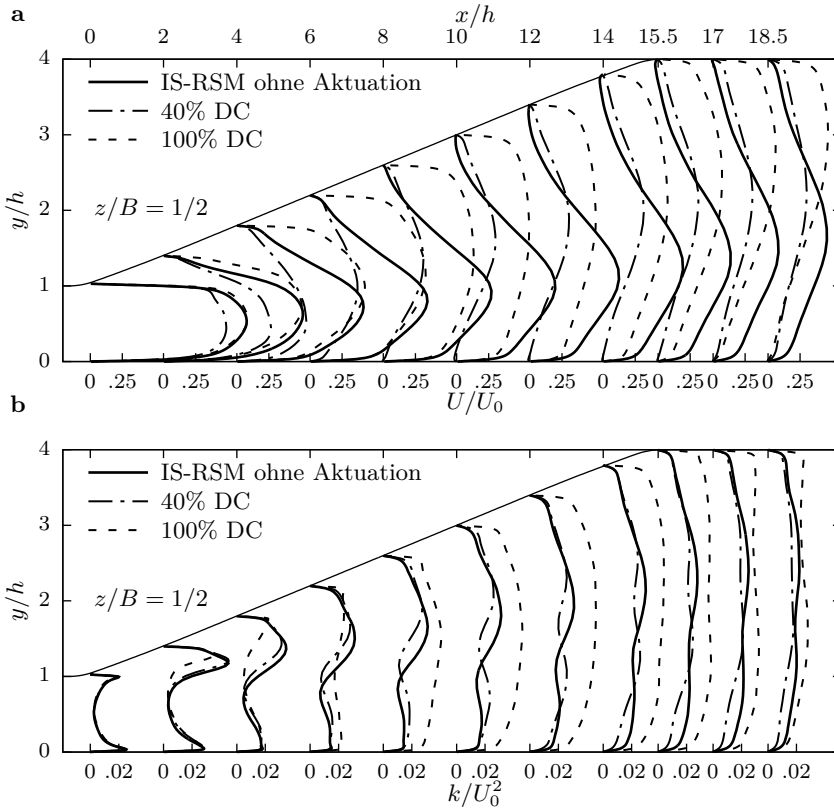 a
x/h
0 2 4 6 8 10 12 14 15.5 17 18.5
4
3
2
1
0
y/h
IS-RSM ohne Aktuation
40% DC
100% DC
z/B = 1/2
0 .25 0 .25 0 .25 0 .25 0 .25 0 .25 0 .25 0 .25 0 .25 0 .25 0 .25
U/U₀
b
4
3
2
1
0
y/h
IS-RSM ohne Aktuation
40% DC
100% DC
z/B = 1/2
0 .02 0 .02 0 .02 0 .02 0 .02 0 .02 0 .02 0 .02 0 .02 0 .02 0 .02
k/U₀²